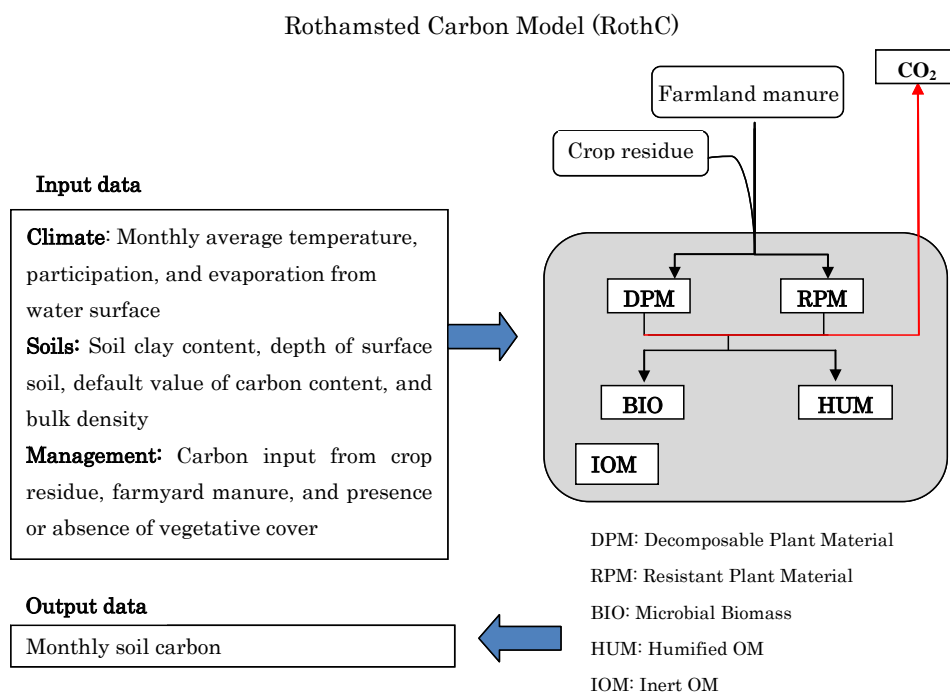 Rothamsted Carbon Model (RothC)
CO₂
Farmland manure
Crop residue
Input data
Climate: Monthly average temperature,
participation, and evaporation from
water surface
Soils: Soil clay content, depth of surface
soil, default value of carbon content, and
bulk density
Management: Carbon input from crop
residue, farmyard manure, and presence
or absence of vegetative cover
DPM
RPM
BIO
HUM
IOM
DPM: Decomposable Plant Material
RPM: Resistant Plant Material
BIO: Microbial Biomass
HUM: Humified OM
IOM: Inert OM
Output data
Monthly soil carbon